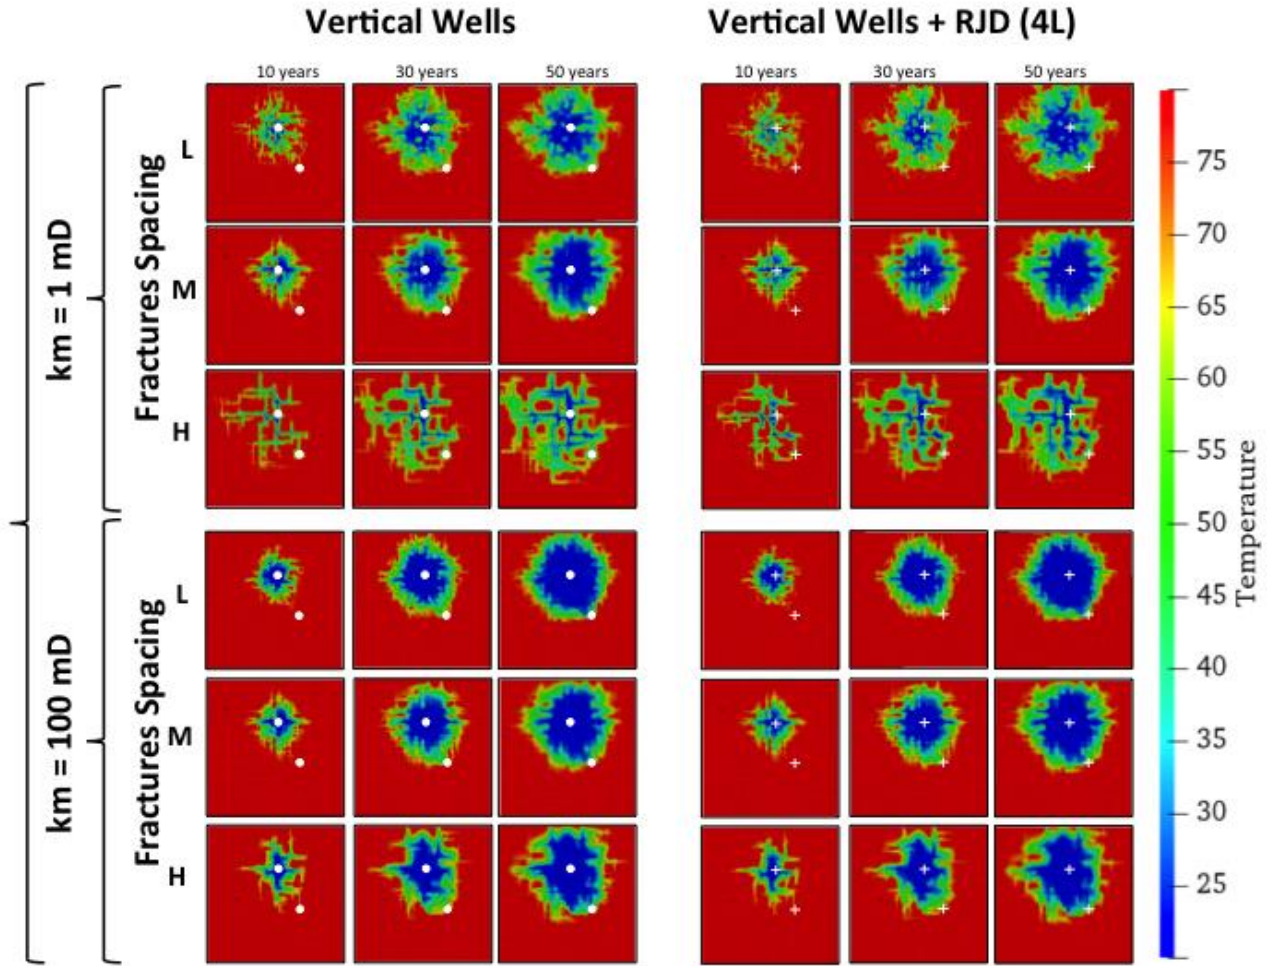 Vertical Wells
Vertical Wells + RJD (4L)
10 years
30 years
50 years
10 years
30 years
50 years
km = 1 mD
Fractures Spacing
L
M
H
km = 100 mD
Fractures Spacing
L
M
H
75
70
65
60
55
50
45
40
35
30
25
Temperature